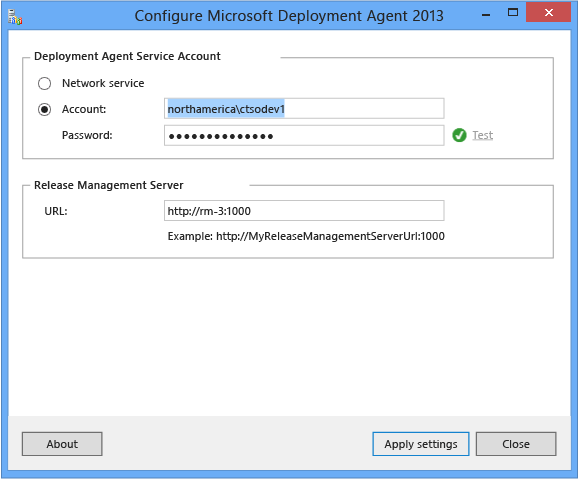 Configure Microsoft Deployment Agent 2013
Deployment Agent Service Account
Network service
Account: northamerica\ctsodev1
Password: ●●●●●●●●●●●●●● Test
Release Management Server
URL: http://rm-3:1000
Example: http://MyReleaseManagementServerUrl:1000
About Apply settings Close